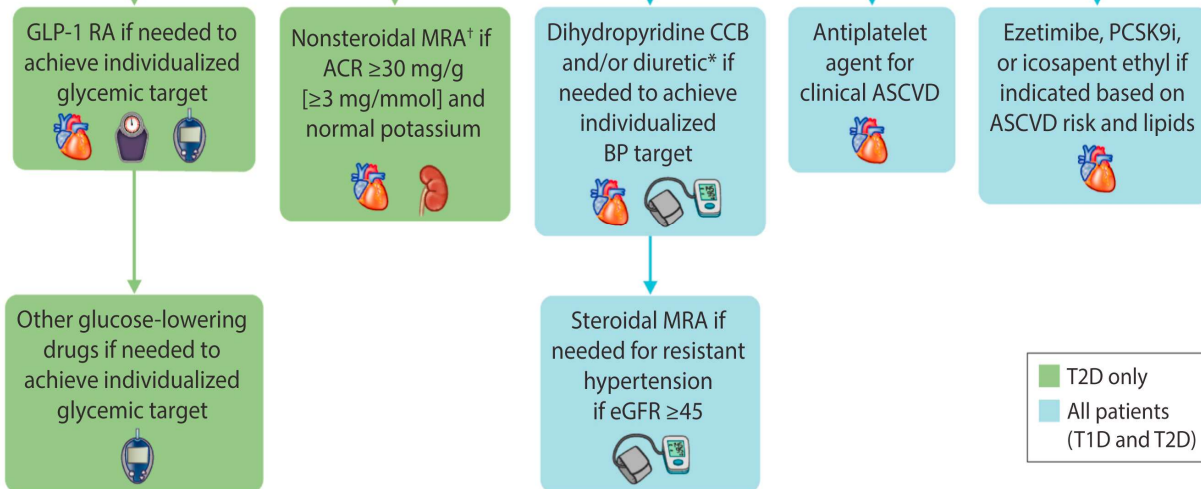 GLP-1 RA if needed to
achieve individualized
glycemic target
Nonsteroidal MRA† if
ACR ≥30 mg/g
[≥3 mg/mmol] and
normal potassium
Dihydropyridine CCB
and/or diuretic* if
needed to achieve
individualized
BP target
Antiplatelet
agent for
clinical ASCVD
Ezetimibe, PCSK9i,
or icosapent ethyl if
indicated based on
ASCVD risk and lipids
Other glucose-lowering
drugs if needed to
achieve individualized
glycemic target
Steroidal MRA if
needed for resistant
hypertension
if eGFR ≥45
T2D only
All patients
(T1D and T2D)